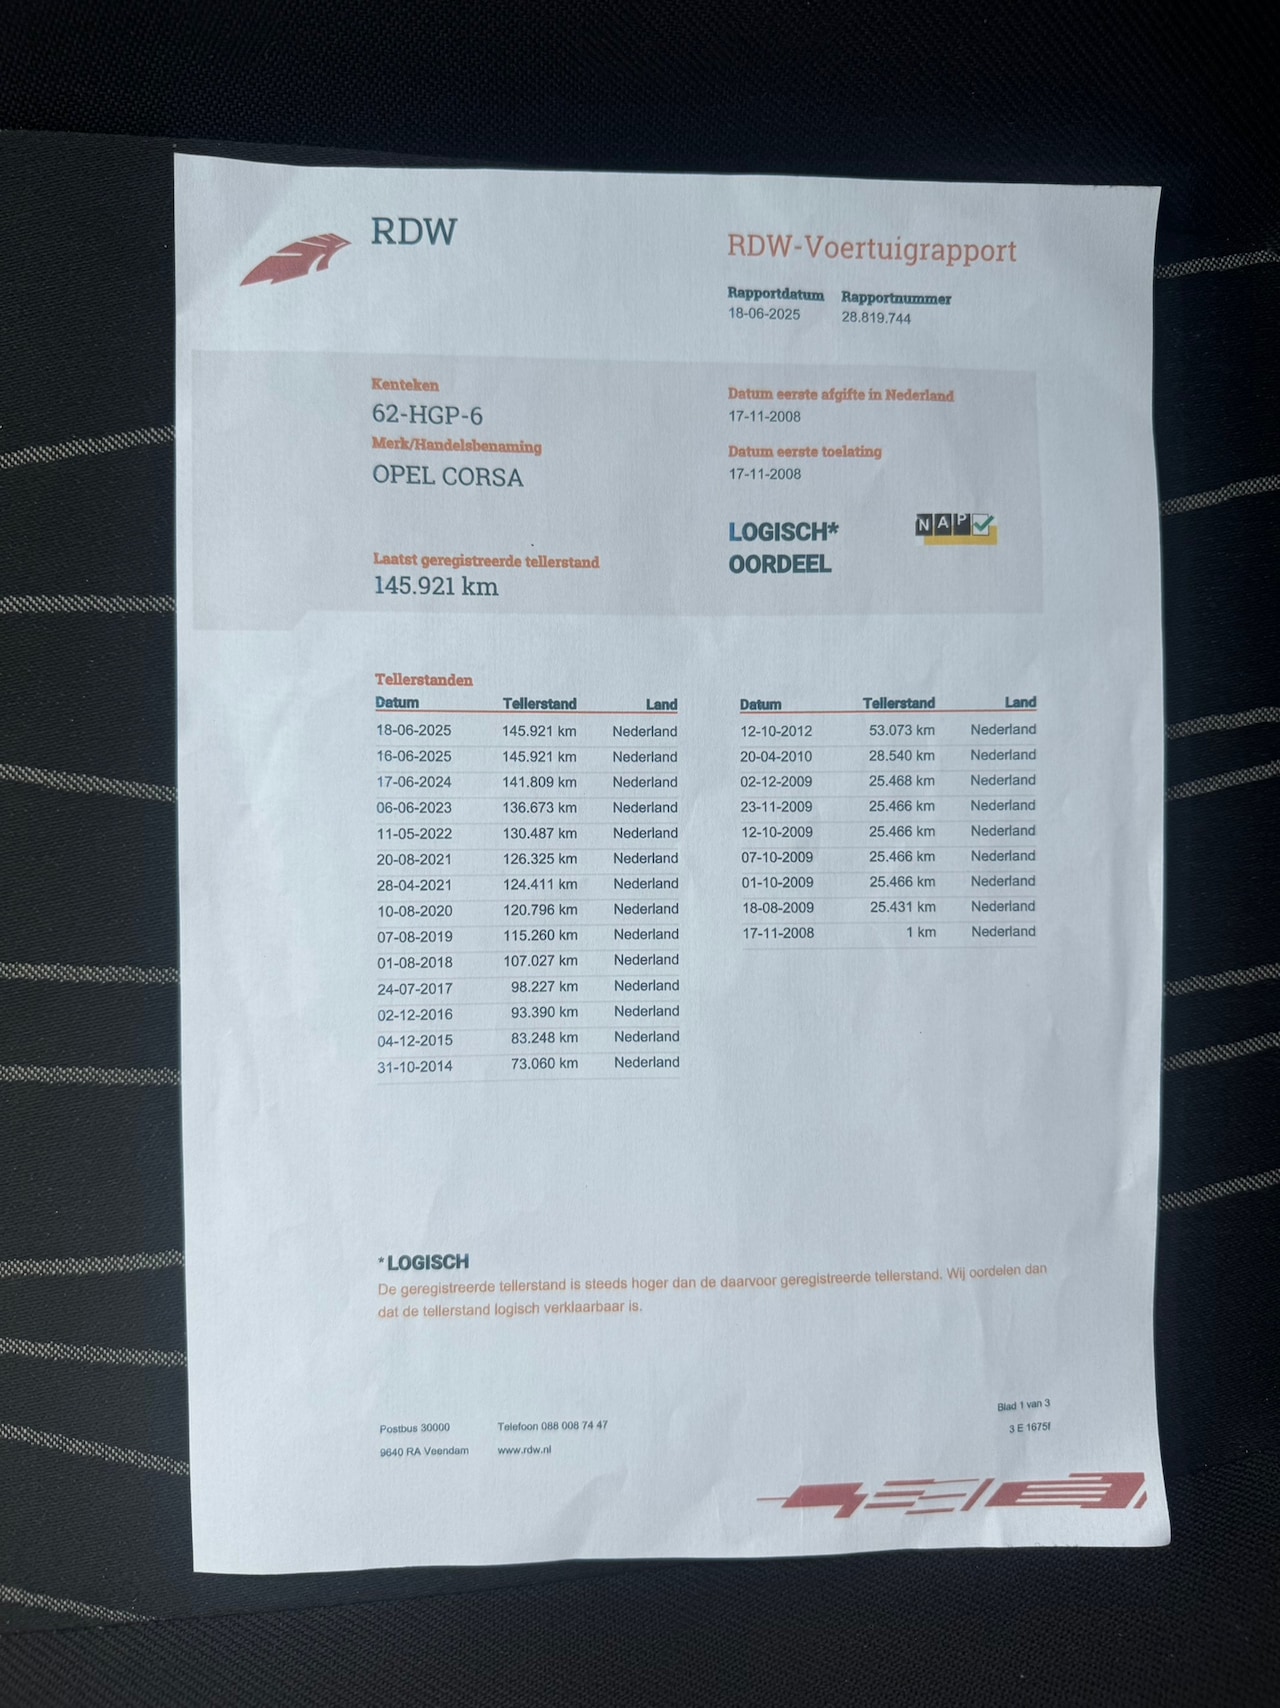 RDW
RDW-Voertuigrapport
Rapportdatum Rapportnummer
18-06-2025 28.819.744
Kenteken
62-HGP-6
Merk/Handelsbenaming
OPEL CORSA
Laatst geregistreerde tellerstand
145.921 km
Datum eerste afgifte in Nederland
17-11-2008
Datum eerste toelating
17-11-2008
LOGISCH*
OORDEEL
NAP
Tellerstanden
Datum Tellerstand Land
18-06-2025 145.921 km Nederland
16-06-2025 145.921 km Nederland
17-06-2024 141.809 km Nederland
06-06-2023 136.673 km Nederland
11-05-2022 130.487 km Nederland
20-08-2021 126.325 km Nederland
28-04-2021 124.411 km Nederland
10-08-2020 120.796 km Nederland
07-08-2019 115.260 km Nederland
01-08-2018 107.027 km Nederland
24-07-2017 98.227 km Nederland
02-12-2016 93.390 km Nederland
04-12-2015 83.248 km Nederland
31-10-2014 73.060 km Nederland
Datum Tellerstand Land
12-10-2012 53.073 km Nederland
20-04-2010 28.540 km Nederland
02-12-2009 25.468 km Nederland
23-11-2009 25.466 km Nederland
12-10-2009 25.466 km Nederland
07-10-2009 25.466 km Nederland
01-10-2009 25.466 km Nederland
18-08-2009 25.431 km Nederland
17-11-2008 1 km Nederland
*LOGISCH
De geregistreerde tellerstand is steeds hoger dan de daarvoor geregistreerde tellerstand. Wij oordelen dan
dat de tellerstand logisch verklaarbaar is.
Postbus 30000 Telefoon 088 008 74 47
9640 RA Veendam www.rdw.nl
Blad 1 van 3
3 E 1675f